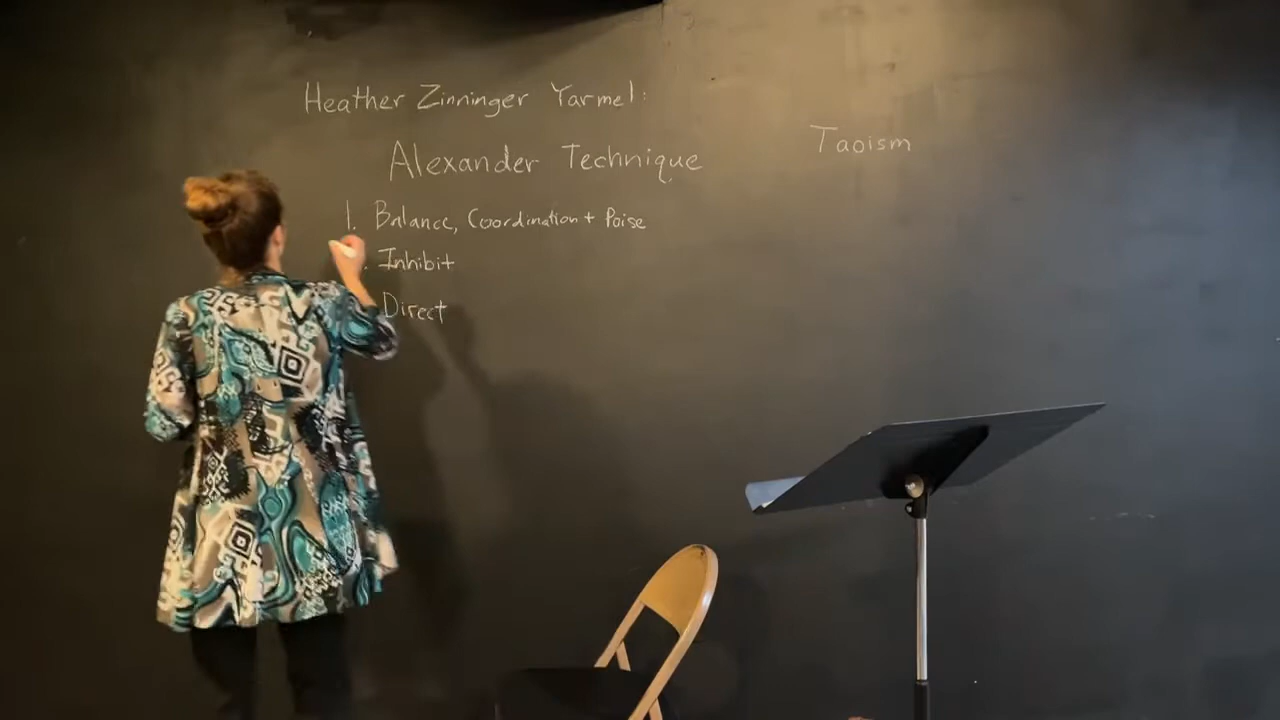 Heather Zinninger Yarmel:
Alexander Technique
Taoism
1. Balance, Coordination + Poise
. Inhibit
Direct